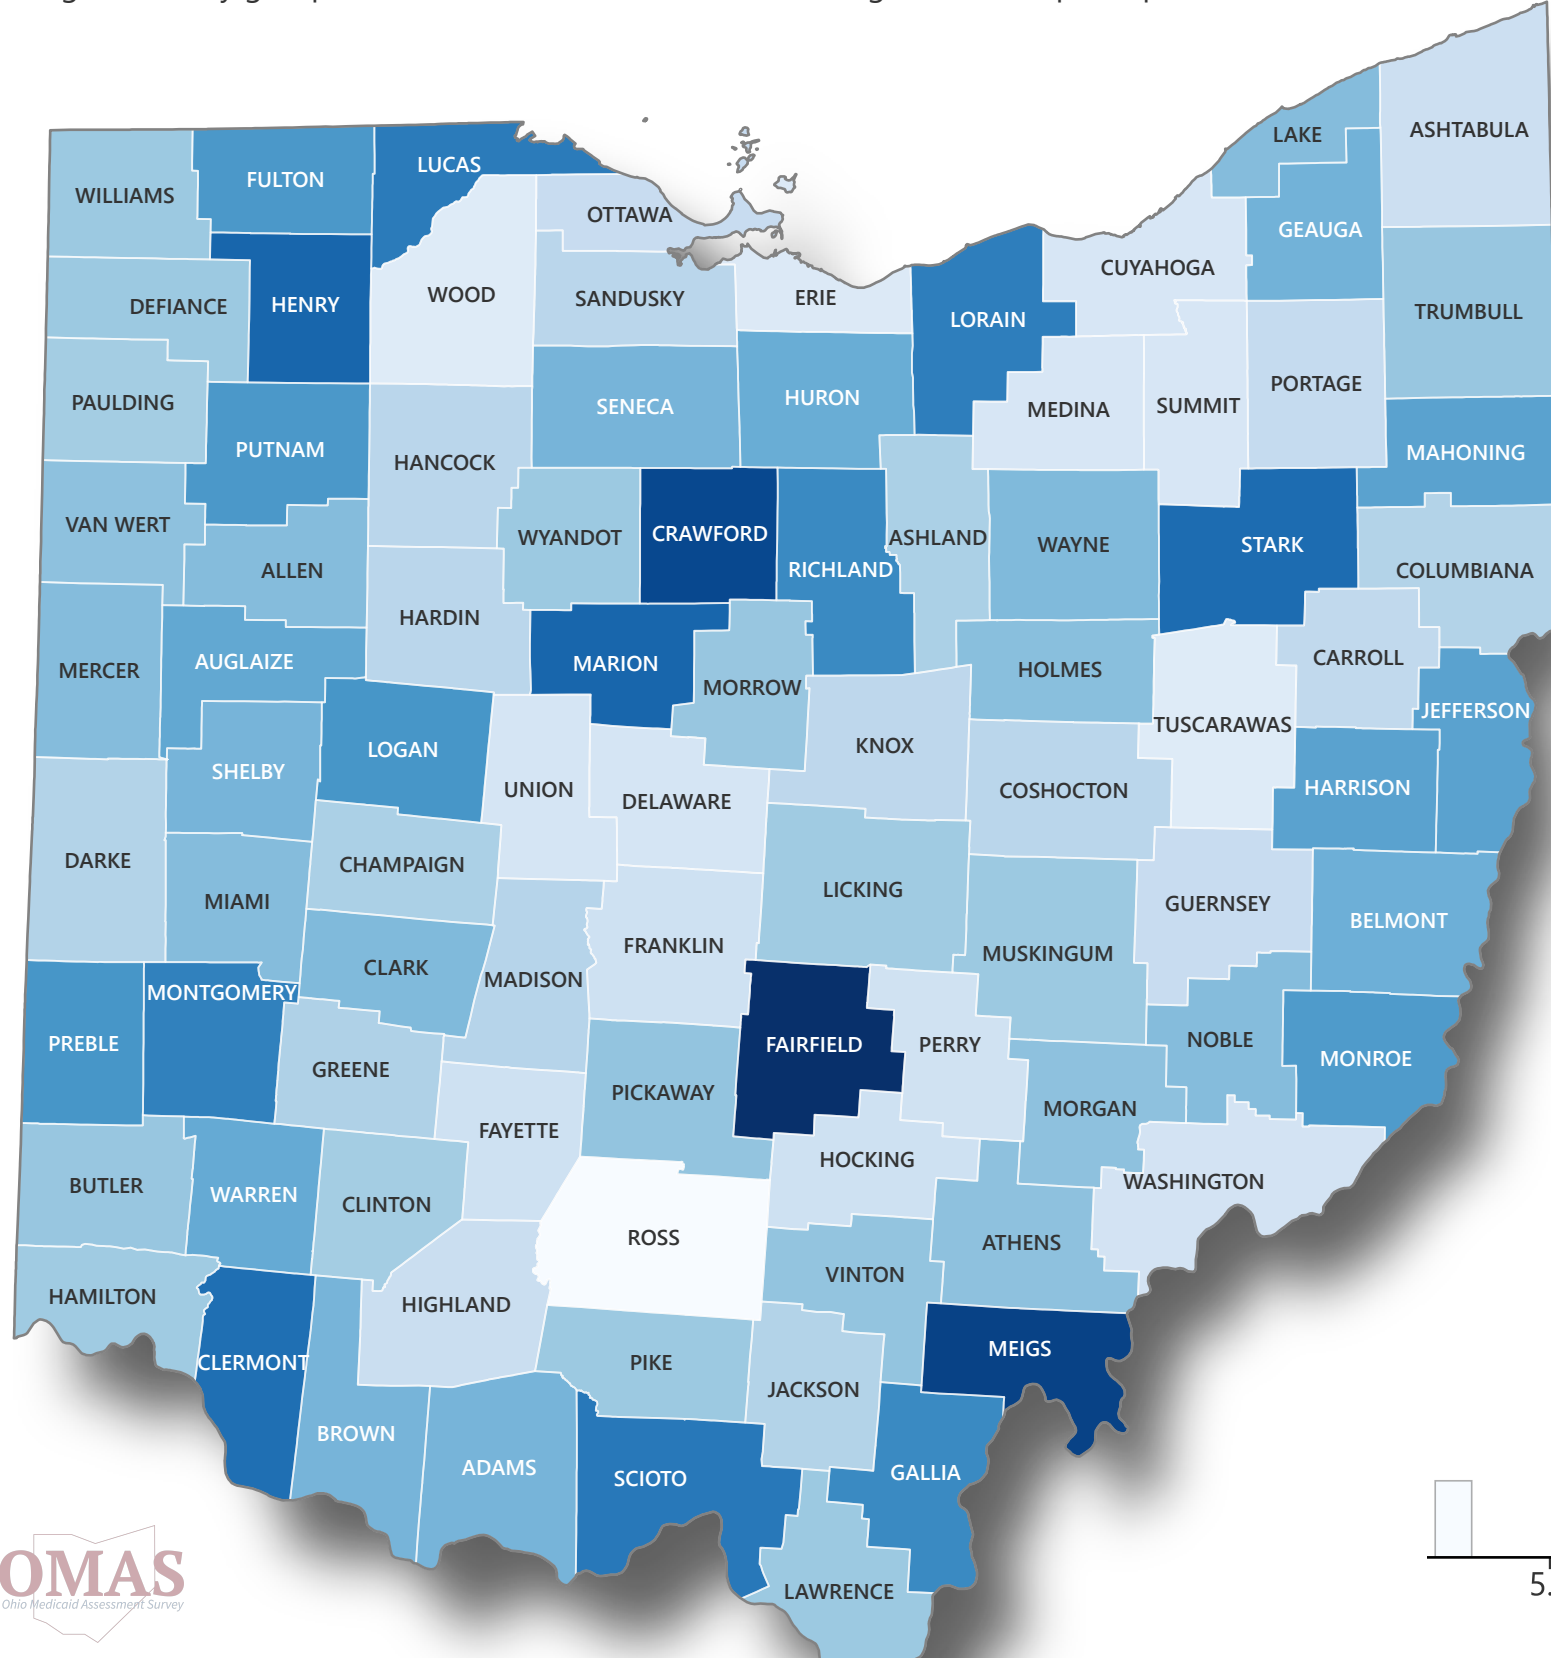 ASHTABULA
LAKE
LUCAS
FULTON
WILLIAMS
OTTAWA
GEAUGA
CUYAHOGA
WOOD
SANDUSKY
ERIE
HENRY
DEFIANCE
TRUMBULL
LORAIN
PORTAGE
HURON
PAULDING
SENECA
SUMMIT
MEDINA
PUTNAM
MAHONING
HANCOCK
VAN WERT
CRAWFORD
WYANDOT
ASHLAND
WAYNE
STARK
RICHLAND
ALLEN
COLUMBIANA
HARDIN
CARROLL
AUGLAIZE
MARION
MERCER
HOLMES
MORROW
JEFFERSON
TUSCARAWAS
KNOX
LOGAN
SHELBY
UNION
HARRISON
COSHOCTON
DELAWARE
DARKE
CHAMPAIGN
LICKING
MIAMI
GUERNSEY
BELMONT
FRANKLIN
MUSKINGUM
CLARK
MADISON
MONTGOMERY
NOBLE
PREBLE
FAIRFIELD
PERRY
MONROE
GREENE
PICKAWAY
MORGAN
FAYETTE
HOCKING
WASHINGTON
BUTLER
WARREN
CLINTON
ROSS
ATHENS
VINTON
HAMILTON
HIGHLAND
MEIGS
CLERMONT
PIKE
JACKSON
BROWN
ADAMS
GALLIA
SCIOTO
LAWRENCE
OMAS
Ohio Medicaid Assessment Survey
5.